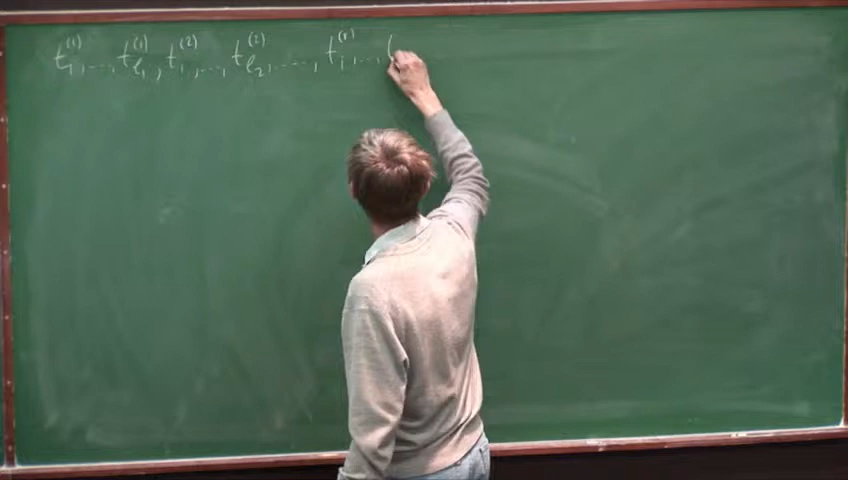 t_1^{(1)}, ..., t_{l_1}^{(1)}, t_1^{(2)}, ..., t_{l_2}^{(2)}, ....., t_1^{(r)}, ..., (